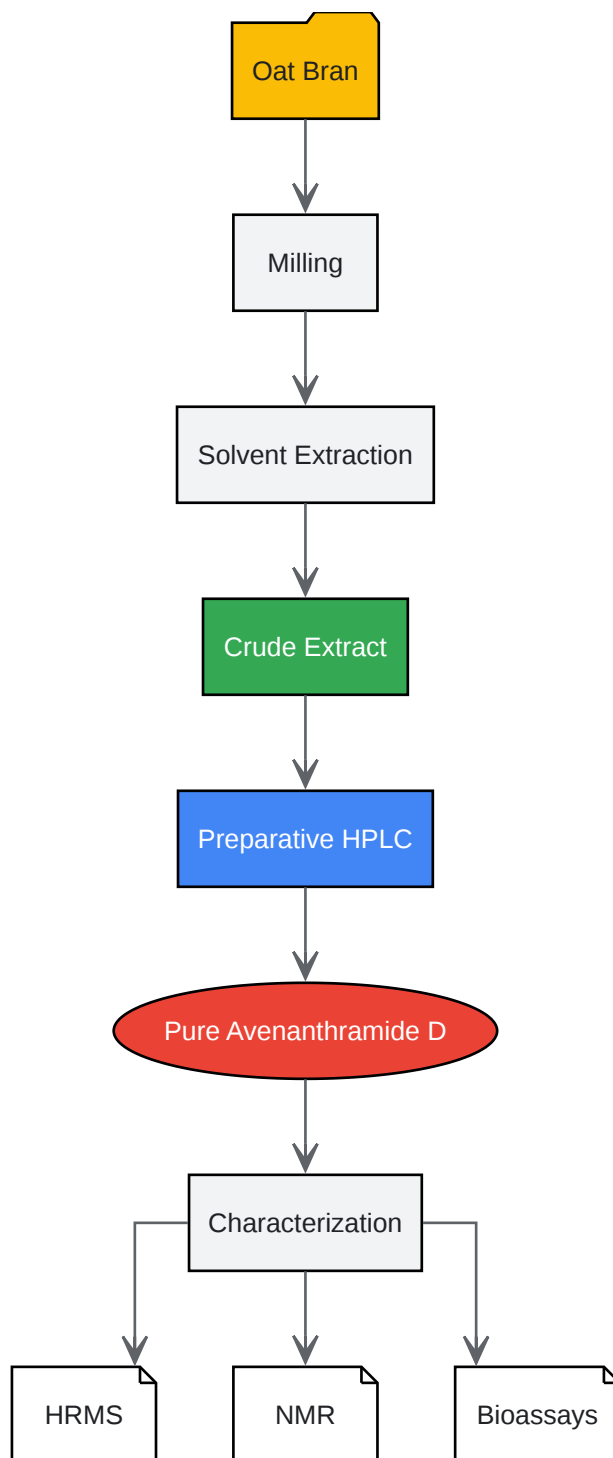 Oat Bran
Milling
Solvent Extraction
Crude Extract
Preparative HPLC
Pure Avenanthramide D
Characterization
HRMS
NMR
Bioassays